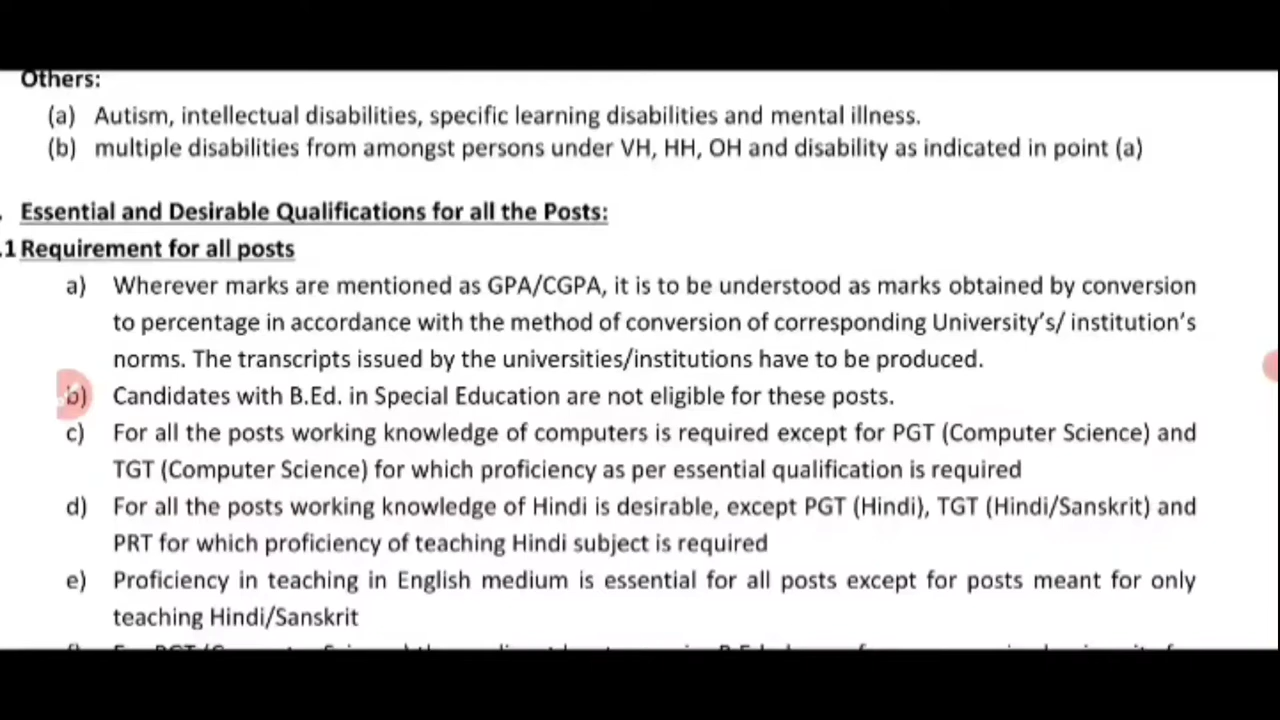 Others:
(a) Autism, intellectual disabilities, specific learning disabilities and mental illness.
(b) multiple disabilities from amongst persons under VH, HH, OH and disability as indicated in point (a)
. Essential and Desirable Qualifications for all the Posts:
.1 Requirement for all posts
a) Wherever marks are mentioned as GPA/CGPA, it is to be understood as marks obtained by conversion
to percentage in accordance with the method of conversion of corresponding University's/ institution's
norms. The transcripts issued by the universities/institutions have to be produced.
b) Candidates with B.Ed. in Special Education are not eligible for these posts.
c) For all the posts working knowledge of computers is required except for PGT (Computer Science) and
TGT (Computer Science) for which proficiency as per essential qualification is required
d) For all the posts working knowledge of Hindi is desirable, except PGT (Hindi), TGT (Hindi/Sanskrit) and
PRT for which proficiency of teaching Hindi subject is required
e) Proficiency in teaching in English medium is essential for all posts except for posts meant for only
teaching Hindi/Sanskrit